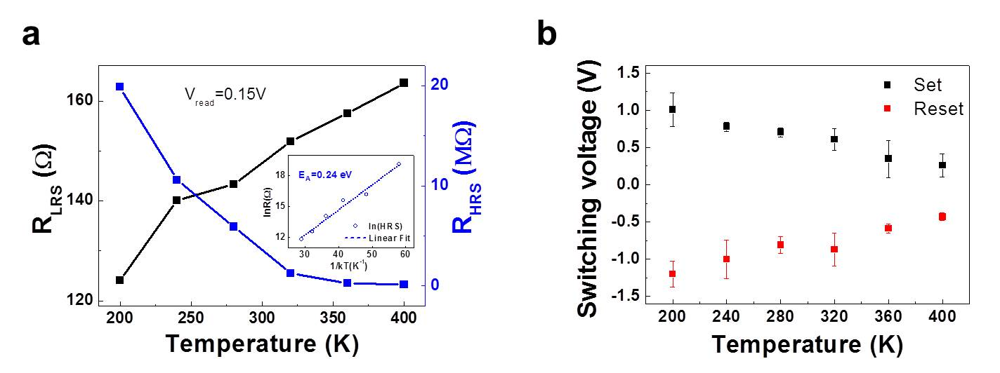 a
V_read=0.15V
R_LRS (Ω)
160
140
120
200 250 300 350 400
Temperature (K)
R_HRS (MΩ)
20
10
0
E_A=0.24 eV
lnR(Ω)
18
15
12
ln(HRS)
Linear Fit
30 40 50 60
1/kT(K⁻¹)
b
Switching voltage (V)
1.5
1.0
0.5
0.0
-0.5
-1.0
-1.5
Set
Reset
200 240 280 320 360 400
Temperature (K)